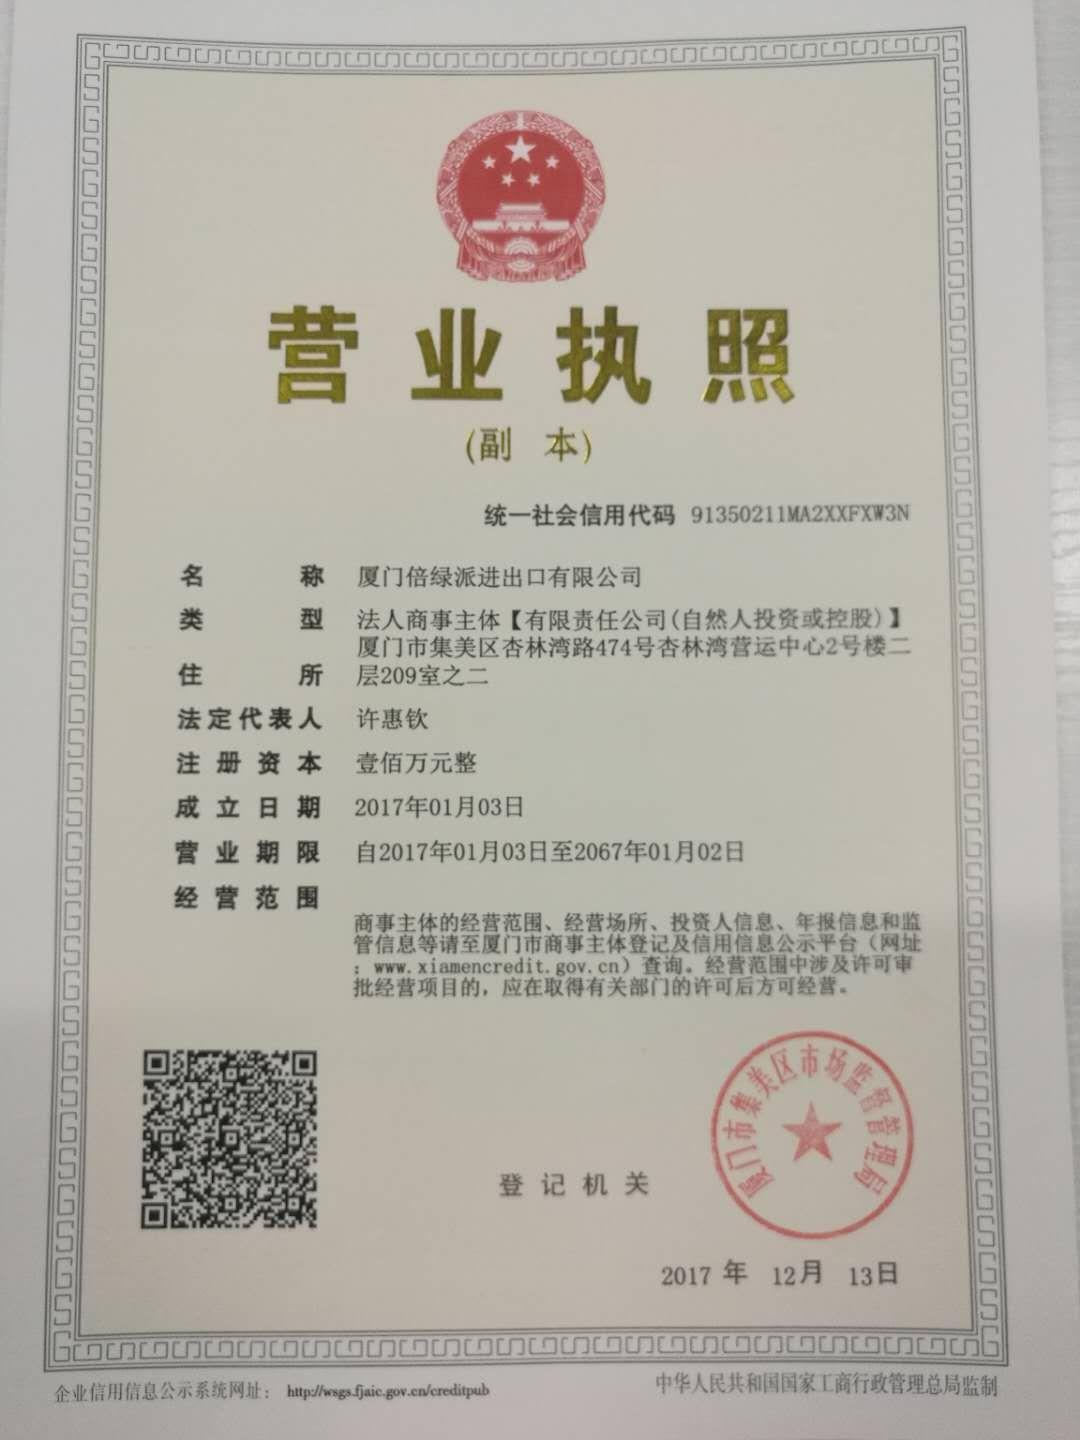 营业执照
(副 本)
统一社会信用代码 91350211MA2XXFXW3N
名 称 厦门倍绿派进出口有限公司
类 型 法人商事主体【有限责任公司(自然人投资或控股)】
厦门市集美区杏林湾路474号杏林湾营运中心2号楼二
住 所 层209室之二
法定代表人 许惠钦
注 册 资 本 壹佰万元整
成 立 日 期 2017年01月03日
营 业 期 限 自2017年01月03日至2067年01月02日
经 营 范 围
商事主体的经营范围、经营场所、投资人信息、年报信息和监
管信息等请至厦门市商事主体登记及信用信息公示平台（网址
：www.xiamencredit.gov.cn）查询。经营范围中涉及许可审
批经营项目的，应在取得有关部门的许可后方可经营。
厦门市集美区市场监督管理局
登 记 机 关
2017 年 12月 13日
企业信用信息公示系统网址： http://wsgs.fjaic.gov.cn/creditpub
中华人民共和国国家工商行政管理总局监制